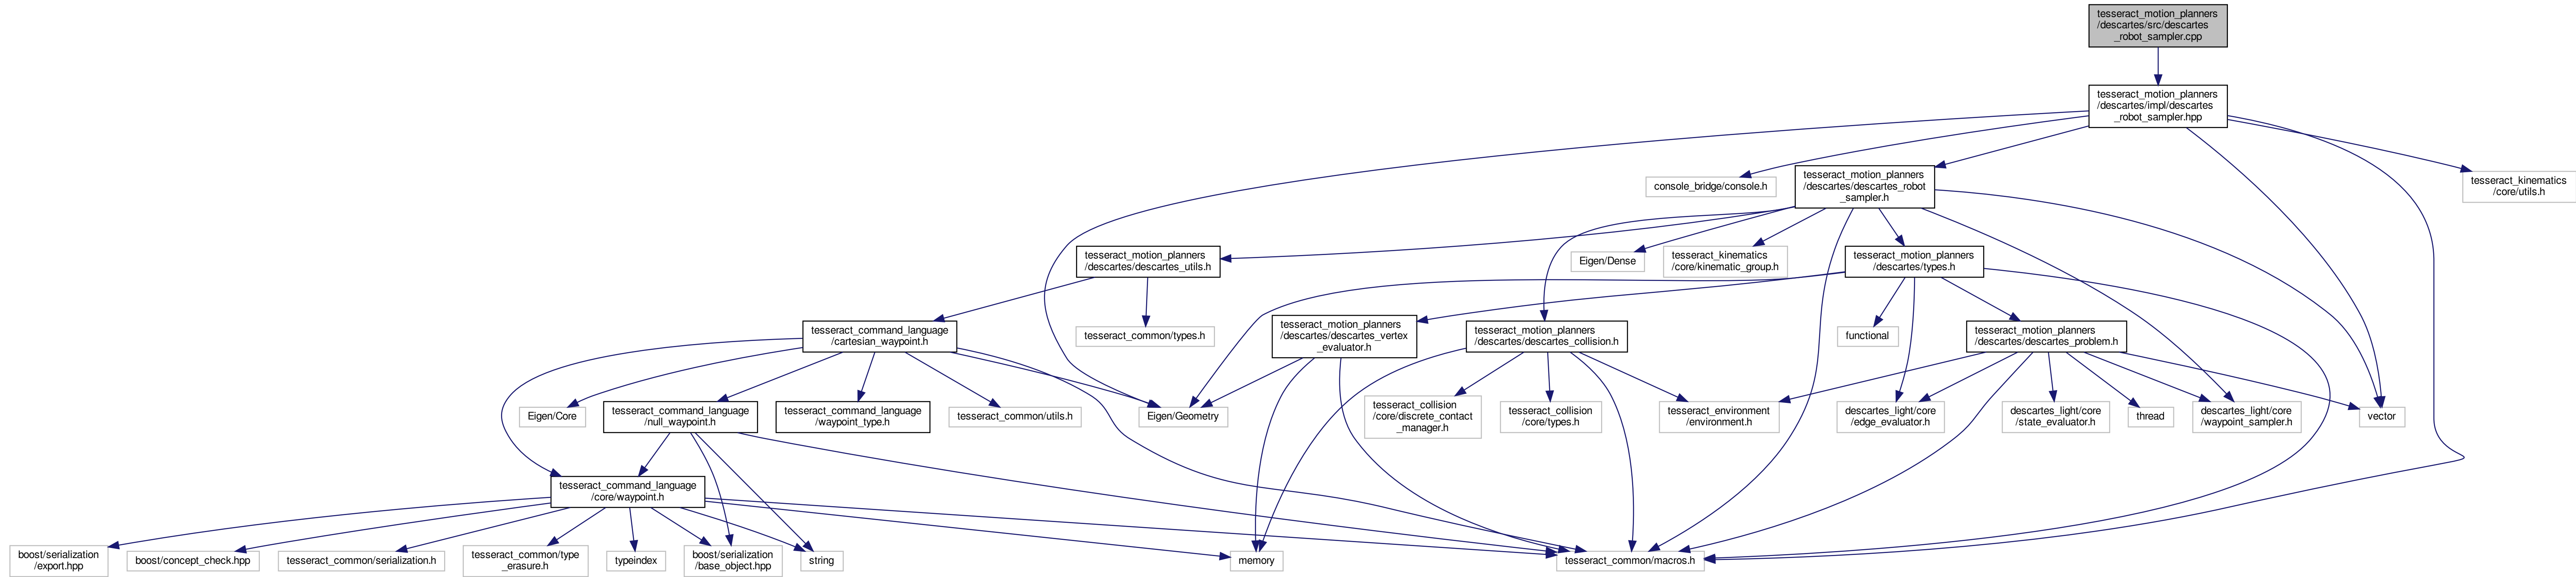 tesseract_motion_planners
/descartes/src/descartes
_robot_sampler.cpp
tesseract_motion_planners
/descartes/impl/descartes
_robot_sampler.hpp
console_bridge/console.h
tesseract_motion_planners
/descartes/descartes_robot
_sampler.h
tesseract_kinematics
/core/utils.h
tesseract_motion_planners
/descartes/descartes_utils.h
Eigen/Dense
tesseract_kinematics
/core/kinematic_group.h
tesseract_motion_planners
/descartes/types.h
tesseract_command_language
/cartesian_waypoint.h
tesseract_common/types.h
tesseract_motion_planners
/descartes/descartes_vertex
_evaluator.h
tesseract_motion_planners
/descartes/descartes_collision.h
functional
tesseract_motion_planners
/descartes/descartes_problem.h
Eigen/Core
tesseract_command_language
/null_waypoint.h
tesseract_command_language
/waypoint_type.h
tesseract_common/utils.h
Eigen/Geometry
tesseract_collision
/core/discrete_contact
_manager.h
tesseract_collision
/core/types.h
tesseract_environment
/environment.h
descartes_light/core
/edge_evaluator.h
descartes_light/core
/state_evaluator.h
thread
descartes_light/core
/waypoint_sampler.h
vector
tesseract_command_language
/core/waypoint.h
boost/serialization
/export.hpp
boost/concept_check.hpp
tesseract_common/serialization.h
tesseract_common/type
_erasure.h
typeindex
boost/serialization
/base_object.hpp
string
memory
tesseract_common/macros.h